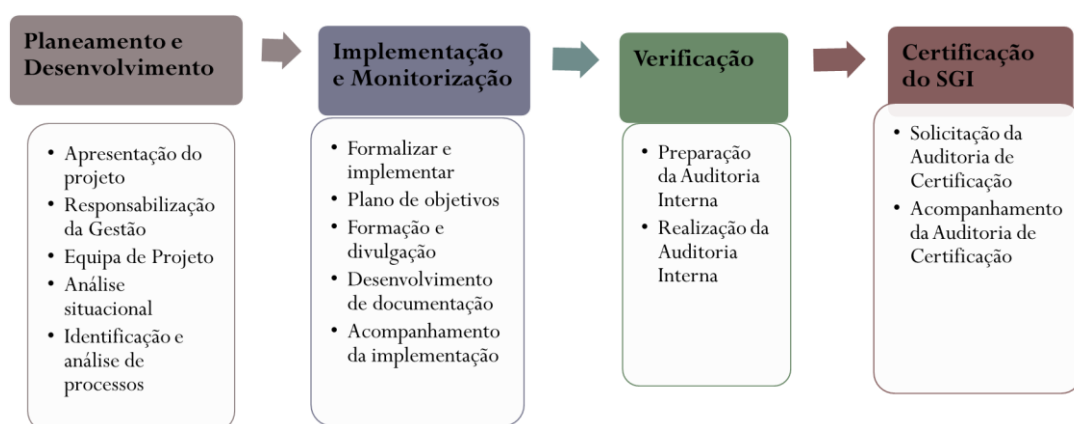 Planeamento e
Desenvolvimento
• Apresentação do
projeto
• Responsabilização
da Gestão
• Equipa de Projeto
• Análise
situacional
• Identificação e
análise de
processos
Implementação
e Monitorização
• Formalizar e
implementar
• Plano de objetivos
• Formação e
divulgação
• Desenvolvimento
de documentação
• Acompanhamento
da implementação
Verificação
• Preparação
da Auditoria
Interna
• Realização da
Auditoria
Interna
Certificação
do SGI
• Solicitação da
Auditoria de
Certificação
• Acompanhamento
da Auditoria de
Certificação